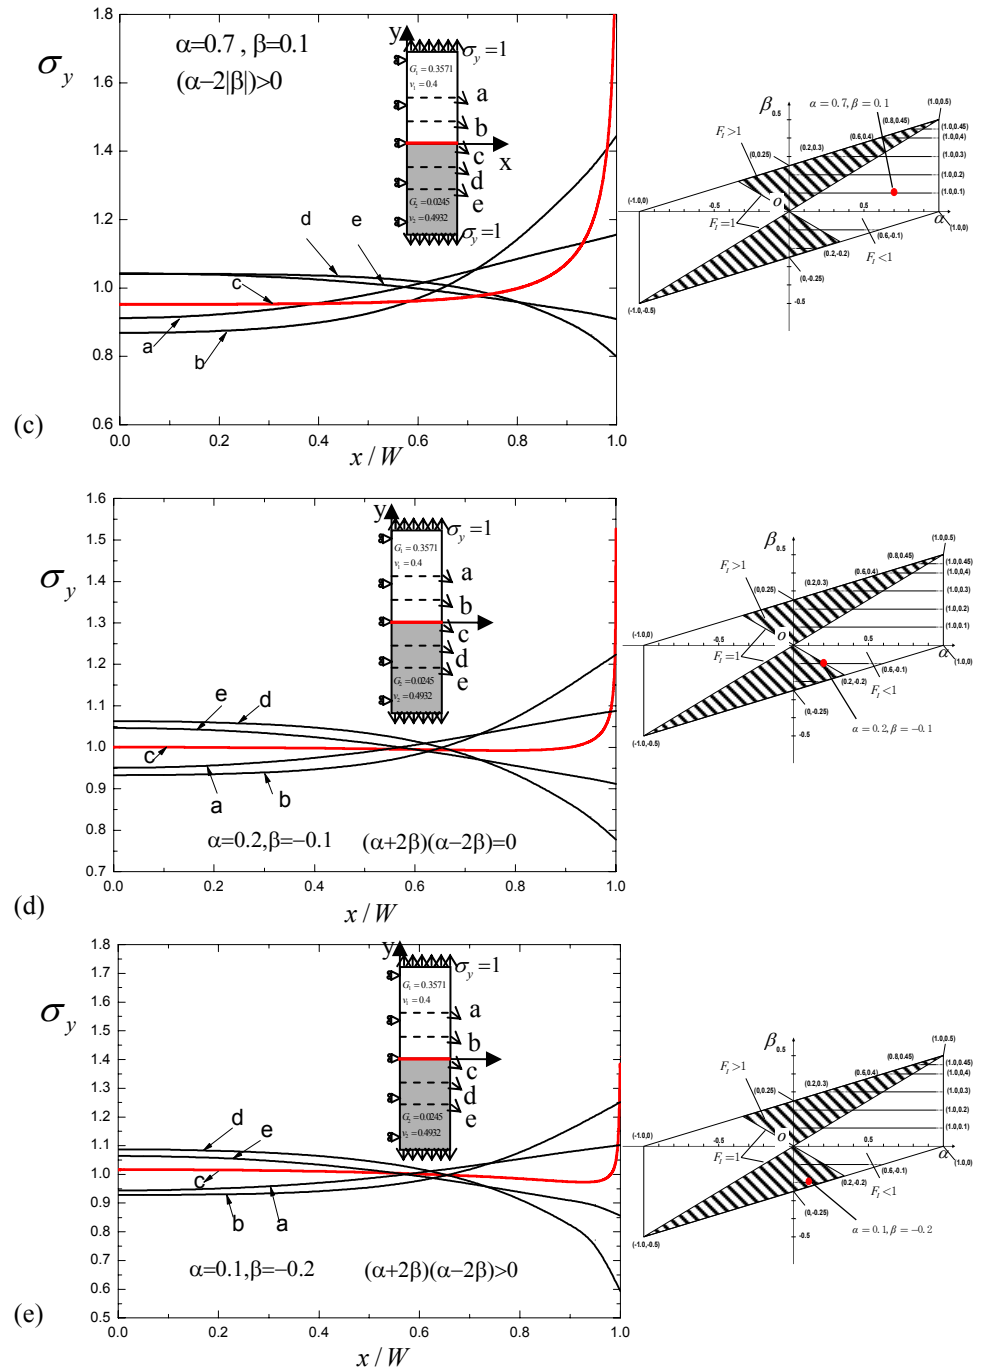 (c)
σy
1.8
1.6
1.4
1.2
1.0
0.8
0.6
0.0 0.2 0.4 0.6 0.8 1.0
x / W
α=0.7 , β=0.1
(α−2|β|)>0
y
σy=1
G1=0.3571
v1=0.4
a
b
c
x
d
e
G2=0.0245
v2=0.4932
σy=1
d e
c
a
b
β
0.5
α=0.7, β=0.1
(1.0,0.5)
(0.8,0.45)
(1.0,0.45)
(0.6,0.4)
(1.0,0.4)
FI>1
(0,0.25)
(0.2,0.3)
(1.0,0.3)
(1.0,0.2)
(1.0,0.1)
(-1.0,0)
-0.5
O
0.5
α
(1.0,0)
FI=1
(0.6,-0.1)
(0.2,-0.2)
FI<1
(0,-0.25)
(-1.0,-0.5)
-0.5
(d)
σy
1.6
1.5
1.4
1.3
1.2
1.1
1.0
0.9
0.8
0.7
0.0 0.2 0.4 0.6 0.8 1.0
x / W
y
σy=1
G1=0.3571
v1=0.4
a
b
c
d
e
G2=0.0245
v2=0.4932
e d
c
a b
α=0.2,β=−0.1 (α+2β)(α−2β)=0
β
0.5
(1.0,0.5)
(0.8,0.45)
(1.0,0.45)
(0.6,0.4)
(1.0,0.4)
FI>1
(0,0.25)
(0.2,0.3)
(1.0,0.3)
(1.0,0.2)
(1.0,0.1)
(-1.0,0)
-0.5
O
0.5
α
(1.0,0)
FI=1
(0.6,-0.1)
(0.2,-0.2)
FI<1
(0,-0.25)
α=0.2, β=−0.1
(-1.0,-0.5)
-0.5
(e)
σy
1.8
1.7
1.6
1.5
1.4
1.3
1.2
1.1
1.0
0.9
0.8
0.7
0.6
0.5
0.0 0.2 0.4 0.6 0.8 1.0
x / W
y
σy=1
G1=0.3571
v1=0.4
a
b
c
d
e
G2=0.0245
v2=0.4932
d
e
c
b a
α=0.1,β=−0.2 (α+2β)(α−2β)>0
β
0.5
(1.0,0.5)
(0.8,0.45)
(1.0,0.45)
(0.6,0.4)
(1.0,0.4)
FI>1
(0,0.25)
(0.2,0.3)
(1.0,0.3)
(1.0,0.2)
(1.0,0.1)
(-1.0,0)
-0.5
O
0.5
α
(1.0,0)
FI=1
(0.6,-0.1)
(0.2,-0.2)
FI<1
(0,-0.25)
α=0.1, β=−0.2
(-1.0,-0.5)
-0.5